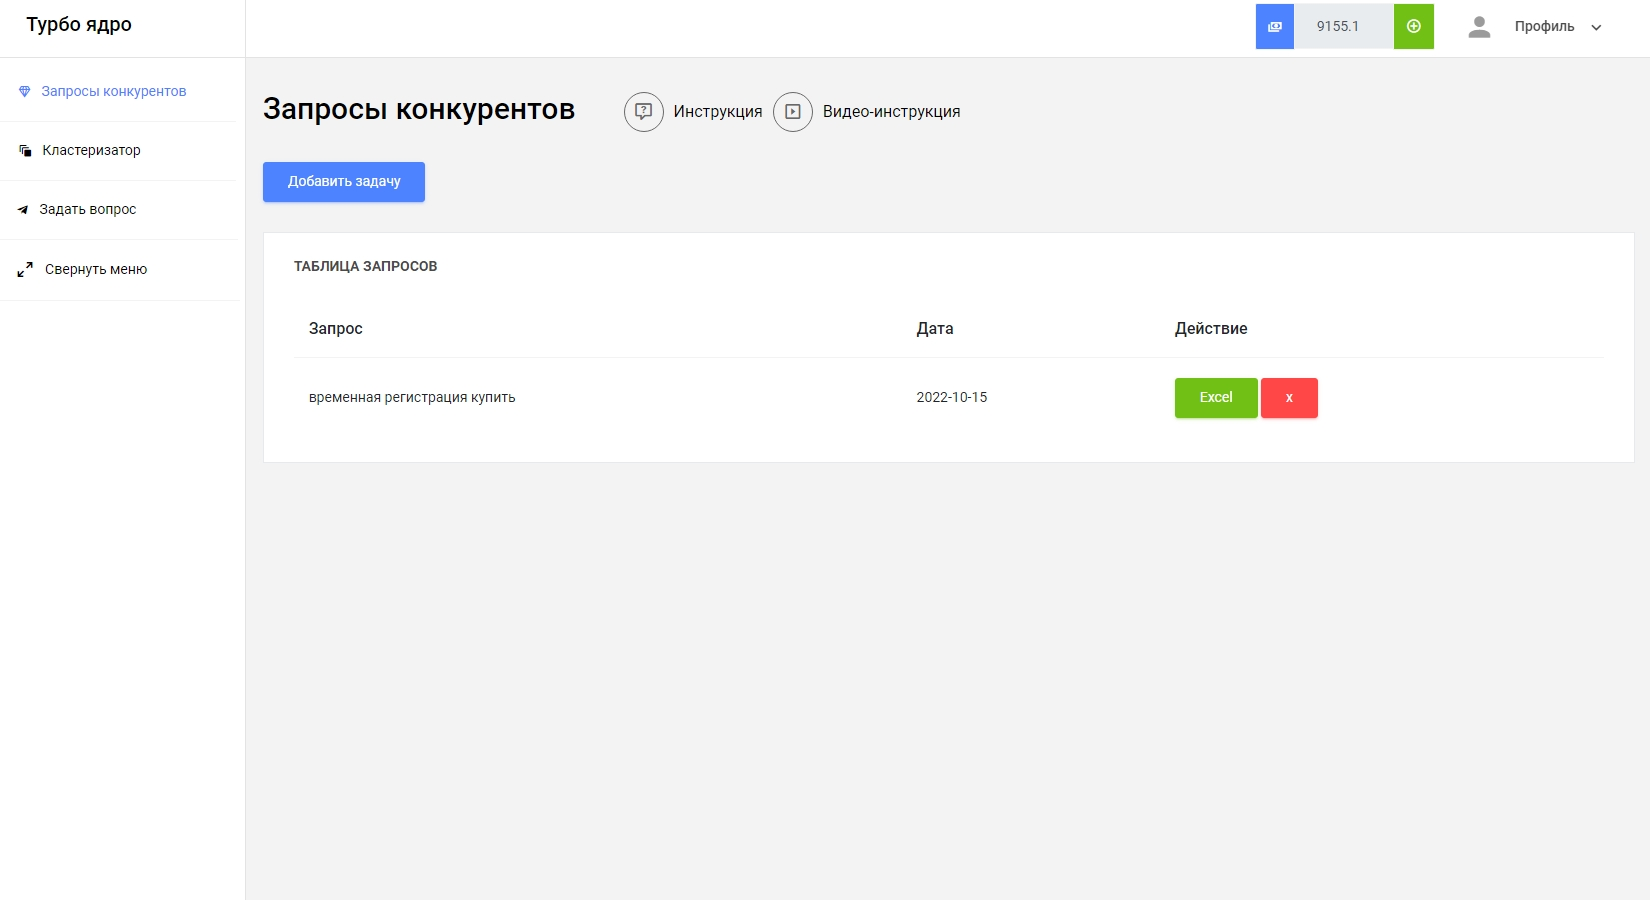 Турбо ядро
9155.1
Профиль
Запросы конкурентов
Кластеризатор
Задать вопрос
Свернуть меню
Запросы конкурентов
Инструкция
Видео-инструкция
Добавить задачу
ТАБЛИЦА ЗАПРОСОВ
Запрос Дата Действие
временная регистрация купить 2022-10-15 Excel x